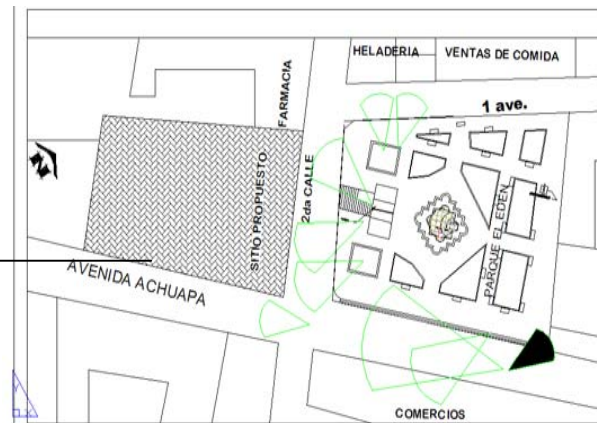 HELADERIA
VENTAS DE COMIDA
FARMACIA
1 ave.
2da CALLE
SITIO PROPUESTO
PARQUE EL EDEN
AVENIDA ACHUAPA
COMERCIOS